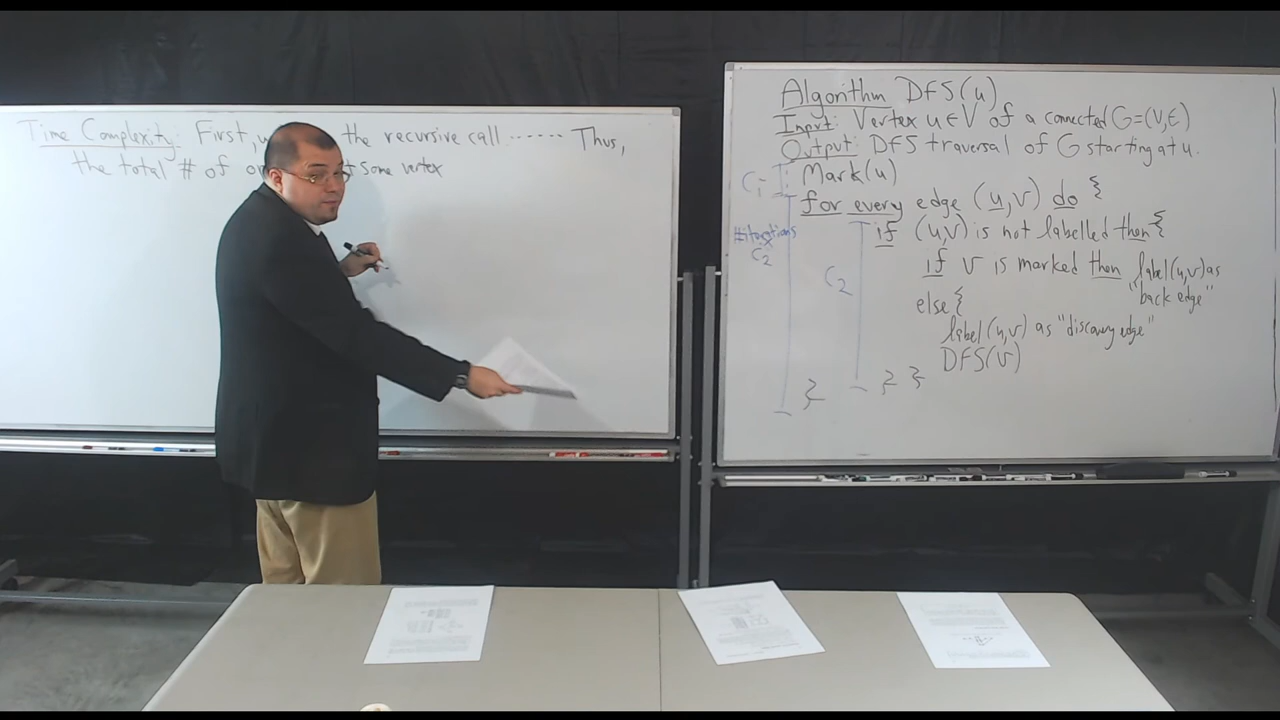 Time Complexity: First, the recursive call ...... Thus,
the total # of some vertex
Algorithm DFS(u)
Input: Vertex u ∈ V of a connected G=(V,E)
Output: DFS traversal of G starting at u.
Mark(u)
for every edge (u,v) do {
if (u,v) is not labelled then {
if v is marked then label(u,v) as
"back edge"
else {
label(u,v) as "discovery edge"
DFS(v)
} } }
C1
#iterations
C2
C2